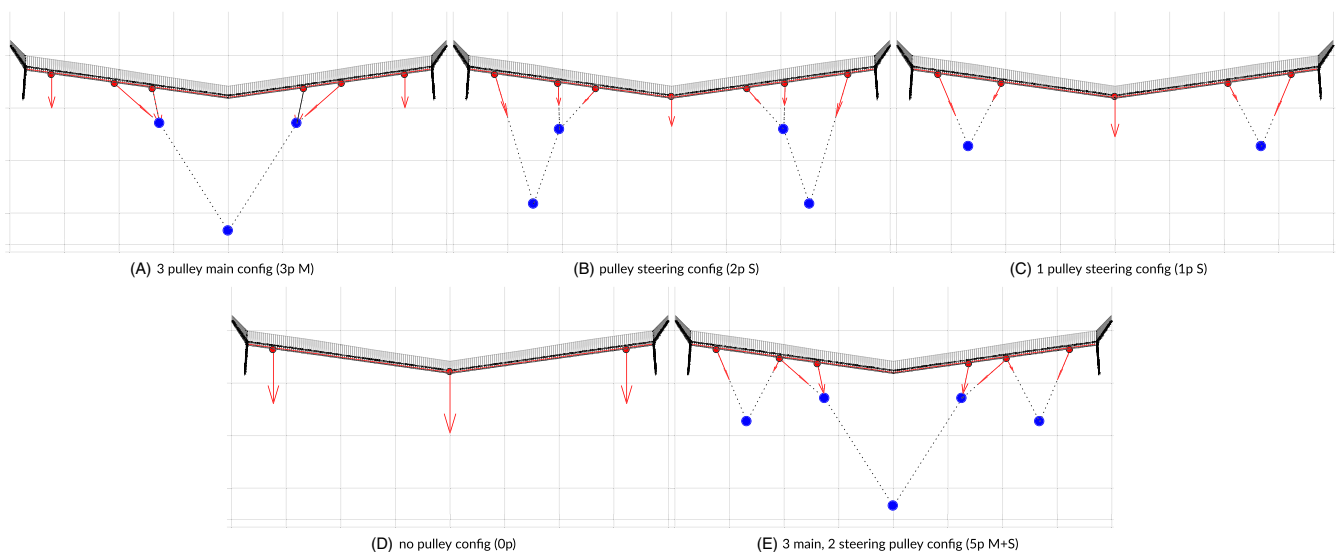 (A) 3 pulley main config (3p M)
(B) pulley steering config (2p S)
(C) 1 pulley steering config (1p S)
(D) no pulley config (0p)
(E) 3 main, 2 steering pulley config (5p M+S)